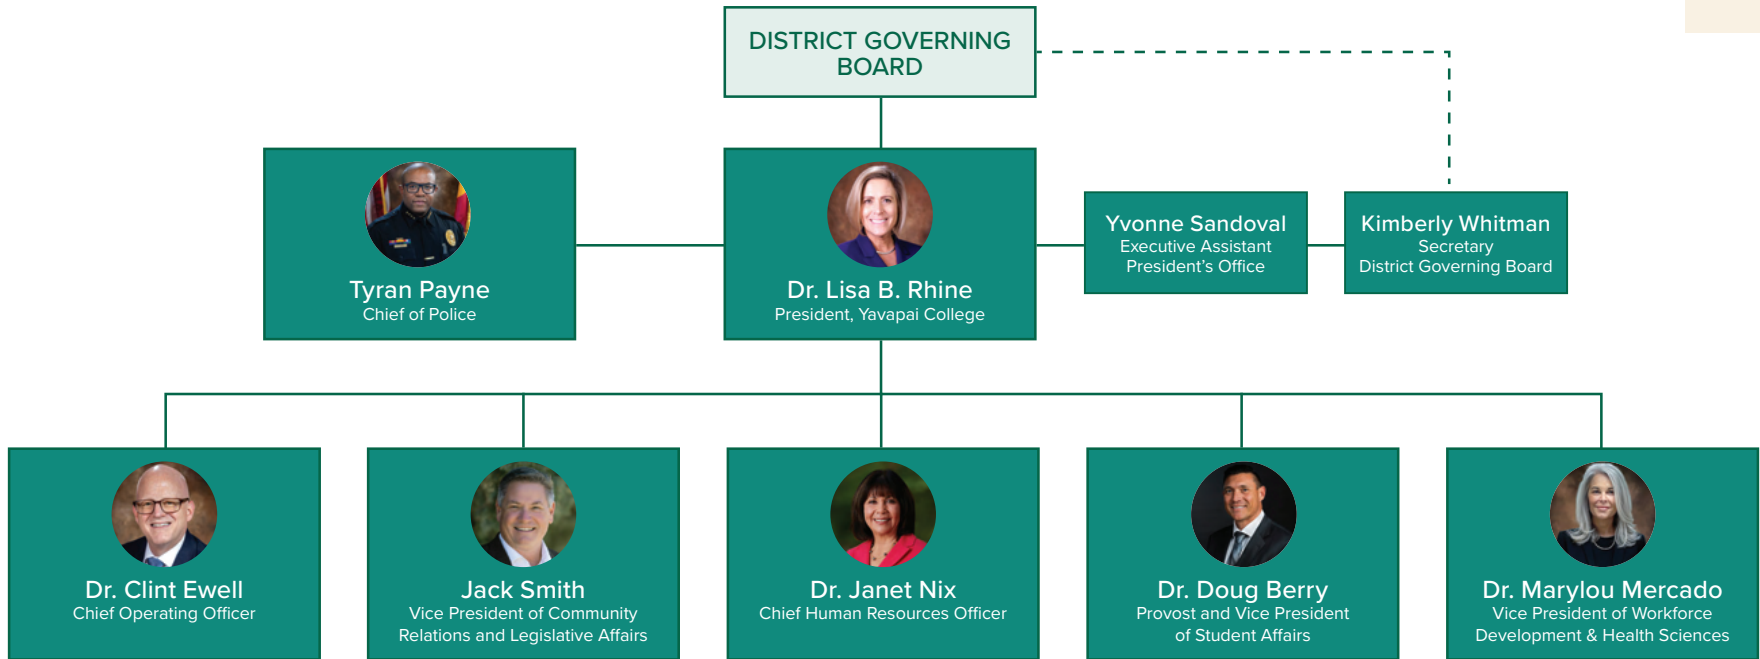 DISTRICT GOVERNING
BOARD
Tyran Payne
Chief of Police
Dr. Lisa B. Rhine
President, Yavapai College
Yvonne Sandoval
Executive Assistant
President’s Office
Kimberly Whitman
Secretary
District Governing Board
Dr. Clint Ewell
Chief Operating Officer
Jack Smith
Vice President of Community
Relations and Legislative Affairs
Dr. Janet Nix
Chief Human Resources Officer
Dr. Doug Berry
Provost and Vice President
of Student Affairs
Dr. Marylou Mercado
Vice President of Workforce
Development & Health Sciences